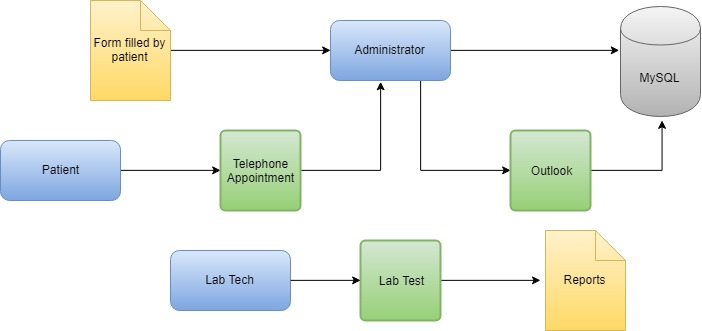 Form filled by
patient
Administrator
MySQL
Patient
Telephone
Appointment
Outlook
Lab Tech
Lab Test
Reports